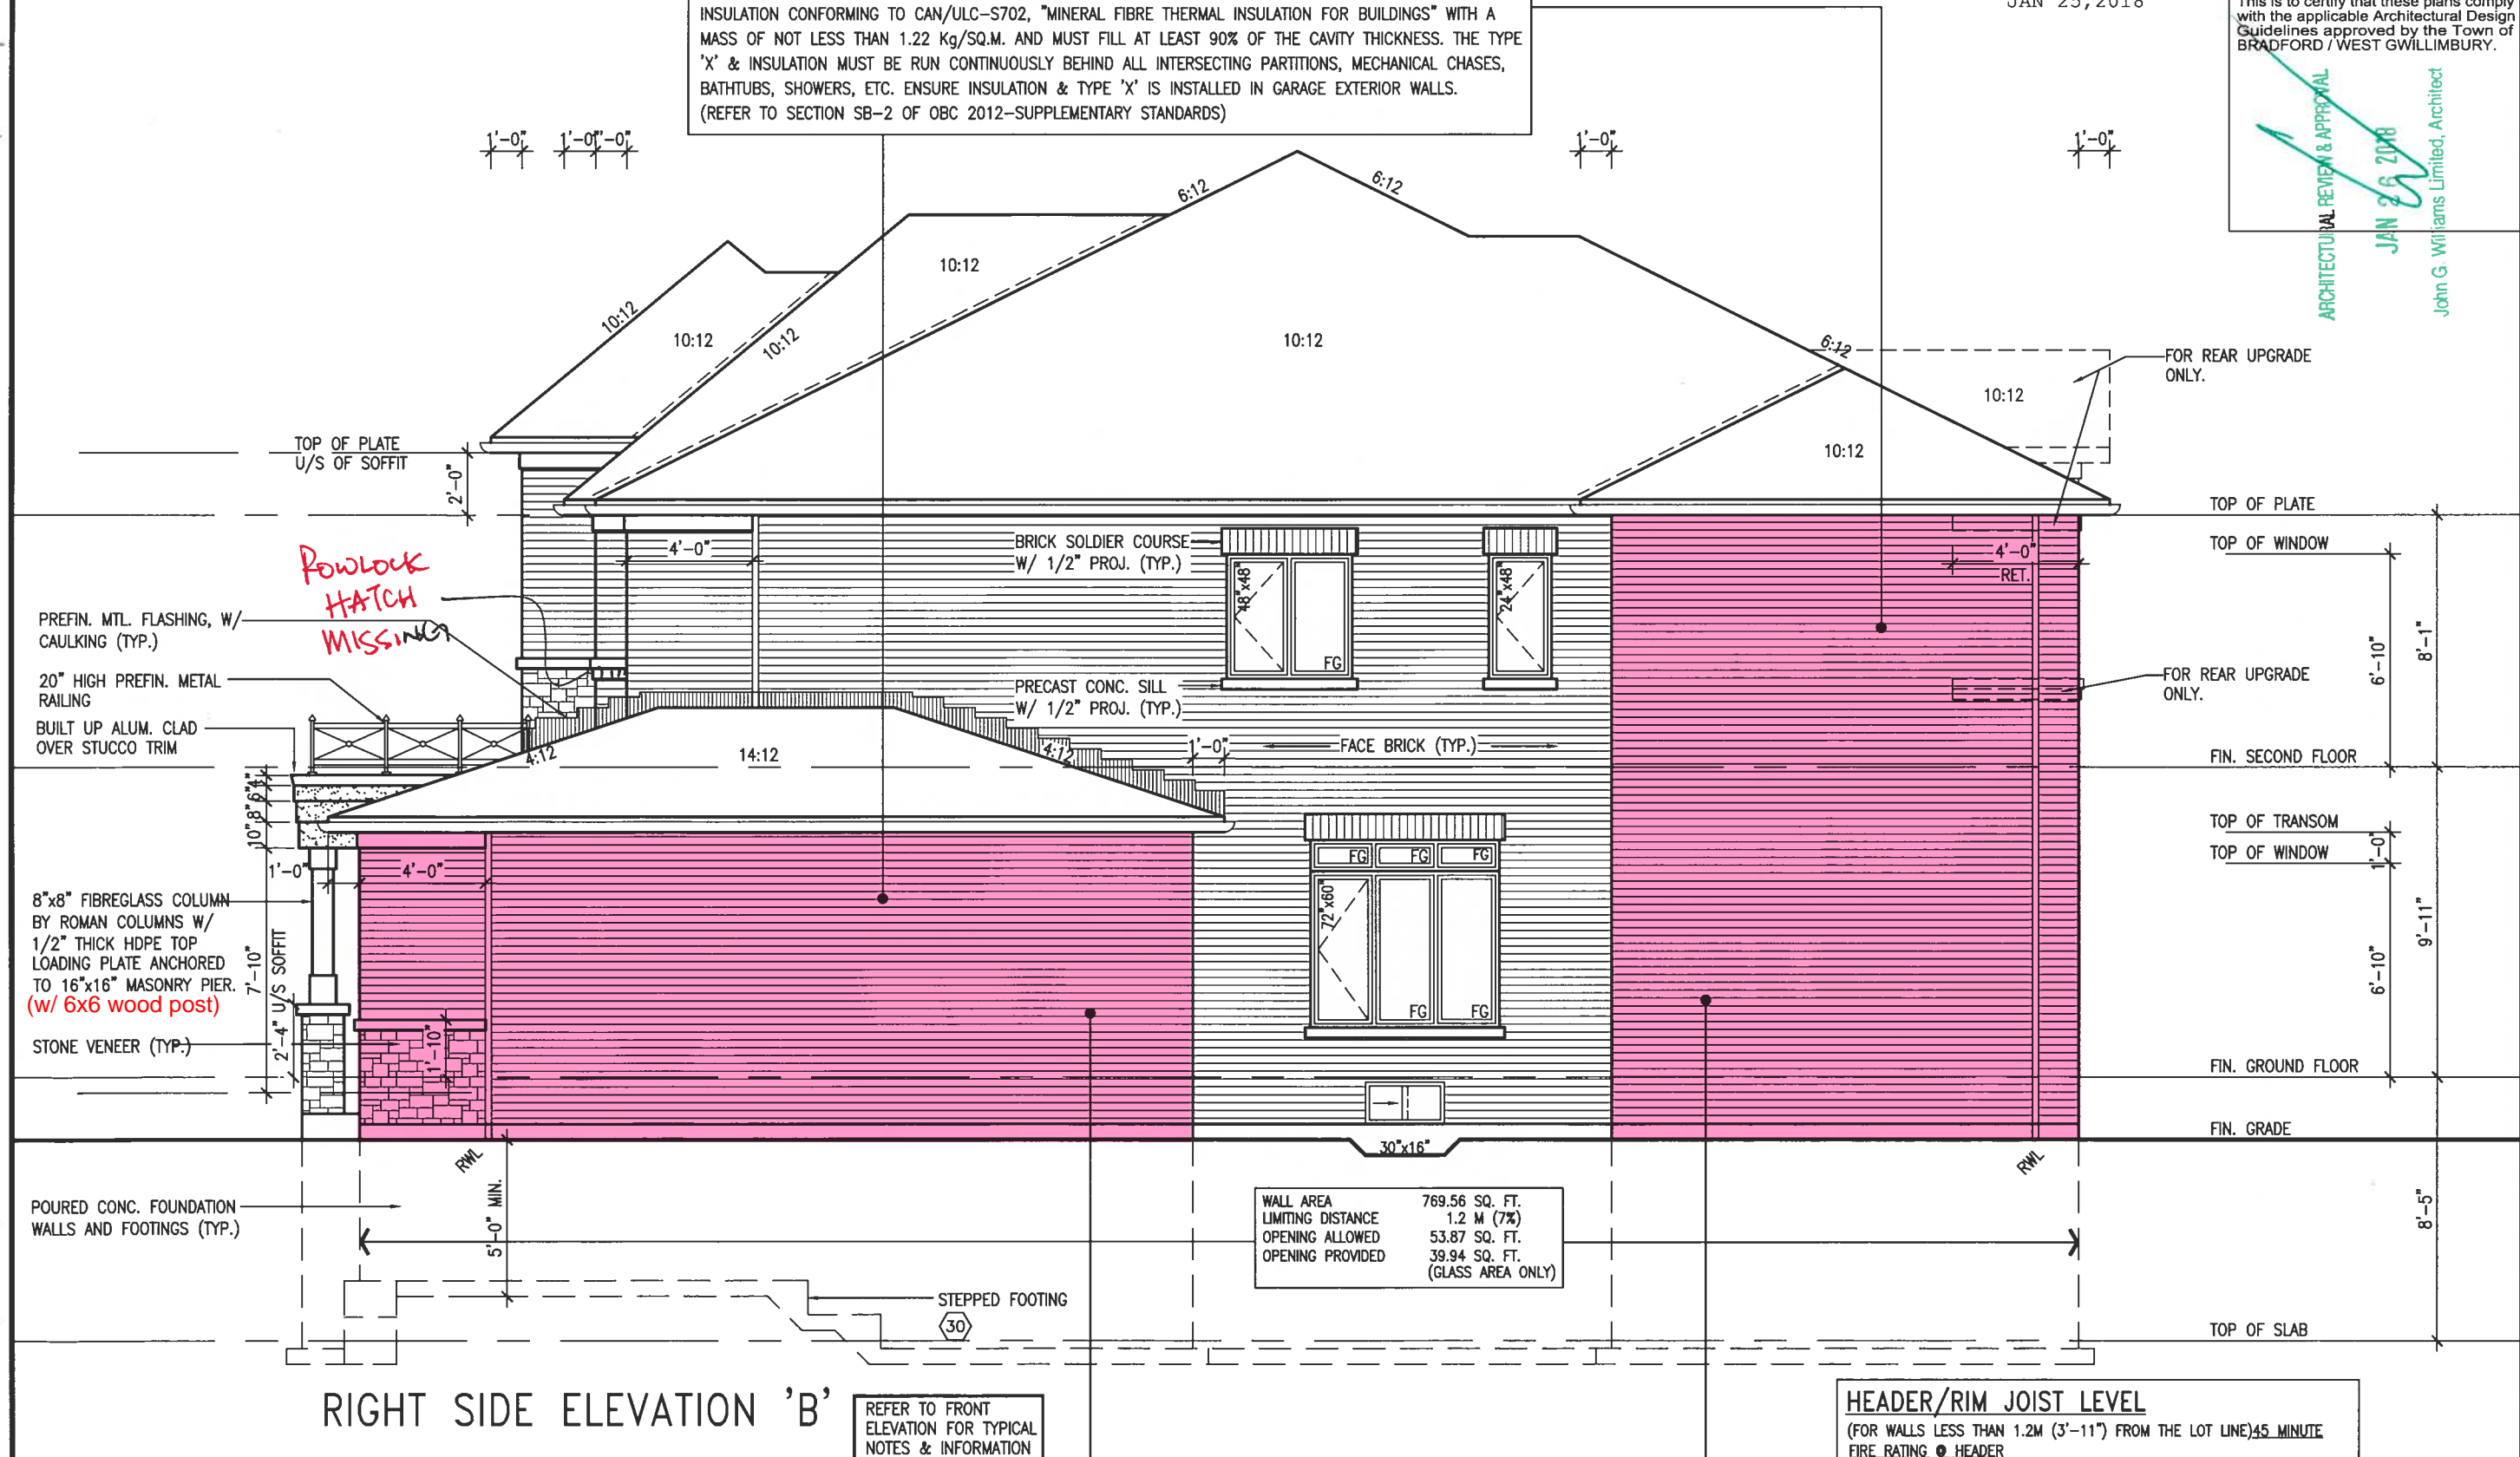 INSULATION CONFORMING TO CAN/ULC-S702, "MINERAL FIBRE THERMAL INSULATION FOR BUILDINGS" WITH A
MASS OF NOT LESS THAN 1.22 Kg/SQ.M. AND MUST FILL AT LEAST 90% OF THE CAVITY THICKNESS. THE TYPE
'X' & INSULATION MUST BE RUN CONTINUOUSLY BEHIND ALL INTERSECTING PARTITIONS, MECHANICAL CHASES,
BATHTUBS, SHOWERS, ETC. ENSURE INSULATION & TYPE 'X' IS INSTALLED IN GARAGE EXTERIOR WALLS.
(REFER TO SECTION SB-2 OF OBC 2012-SUPPLEMENTARY STANDARDS)
JAN 25,2018
This is to certify that these plans comply
with the applicable Architectural Design
Guidelines approved by the Town of
BRADFORD / WEST GWILLIMBURY.
ARCHITECTURAL REVIEW & APPROVAL
JAN 26 2018
John G. Williams Limited, Architect
1'-0"
1'-0"
1'-0"
1'-0"
1'-0"
6:12
6:12
10:12
10:12
10:12
10:12
10:12
6:12
10:12
10:12
FOR REAR UPGRADE
ONLY.
TOP OF PLATE
U/S OF SOFFIT
2'-0"
TOP OF PLATE
TOP OF WINDOW
4'-0"
BRICK SOLDIER COURSE
W/ 1/2" PROJ. (TYP.)
48"x48"
FG
24"x48"
4'-0"
RET.
ROWLOCK
HATCH
MISSING
PREFIN. MTL. FLASHING, W/
CAULKING (TYP.)
20" HIGH PREFIN. METAL
RAILING
BUILT UP ALUM. CLAD
OVER STUCCO TRIM
PRECAST CONC. SILL
W/ 1/2" PROJ. (TYP.)
FOR REAR UPGRADE
ONLY.
6'-10"
8'-1"
4:12
14:12
4:12
1'-0"
FACE BRICK (TYP.)
FIN. SECOND FLOOR
4"
6"
8"
10"
TOP OF TRANSOM
TOP OF WINDOW
1'-0"
FG
FG
FG
1'-0"
4'-0"
72"x60"
FG
FG
8"x8" FIBREGLASS COLUMN
BY ROMAN COLUMNS W/
1/2" THICK HDPE TOP
LOADING PLATE ANCHORED
TO 16"x16" MASONRY PIER.
(w/ 6x6 wood post)
7'-10"
2'-4" U/S SOFFIT
1'-10"
6'-10"
9'-11"
STONE VENEER (TYP.)
FIN. GROUND FLOOR
FIN. GRADE
30"x16"
RWL
RWL
POURED CONC. FOUNDATION
WALLS AND FOOTINGS (TYP.)
5'-0" MIN.
WALL AREA 769.56 SQ. FT.
LIMITING DISTANCE 1.2 M (7%)
OPENING ALLOWED 53.87 SQ. FT.
OPENING PROVIDED 39.94 SQ. FT.
(GLASS AREA ONLY)
8'-5"
STEPPED FOOTING
30
TOP OF SLAB
RIGHT SIDE ELEVATION 'B'
REFER TO FRONT
ELEVATION FOR TYPICAL
NOTES & INFORMATION
HEADER/RIM JOIST LEVEL
(FOR WALLS LESS THAN 1.2M (3'-11") FROM THE LOT LINE)45 MINUTE
FIRE RATING @ HEADER